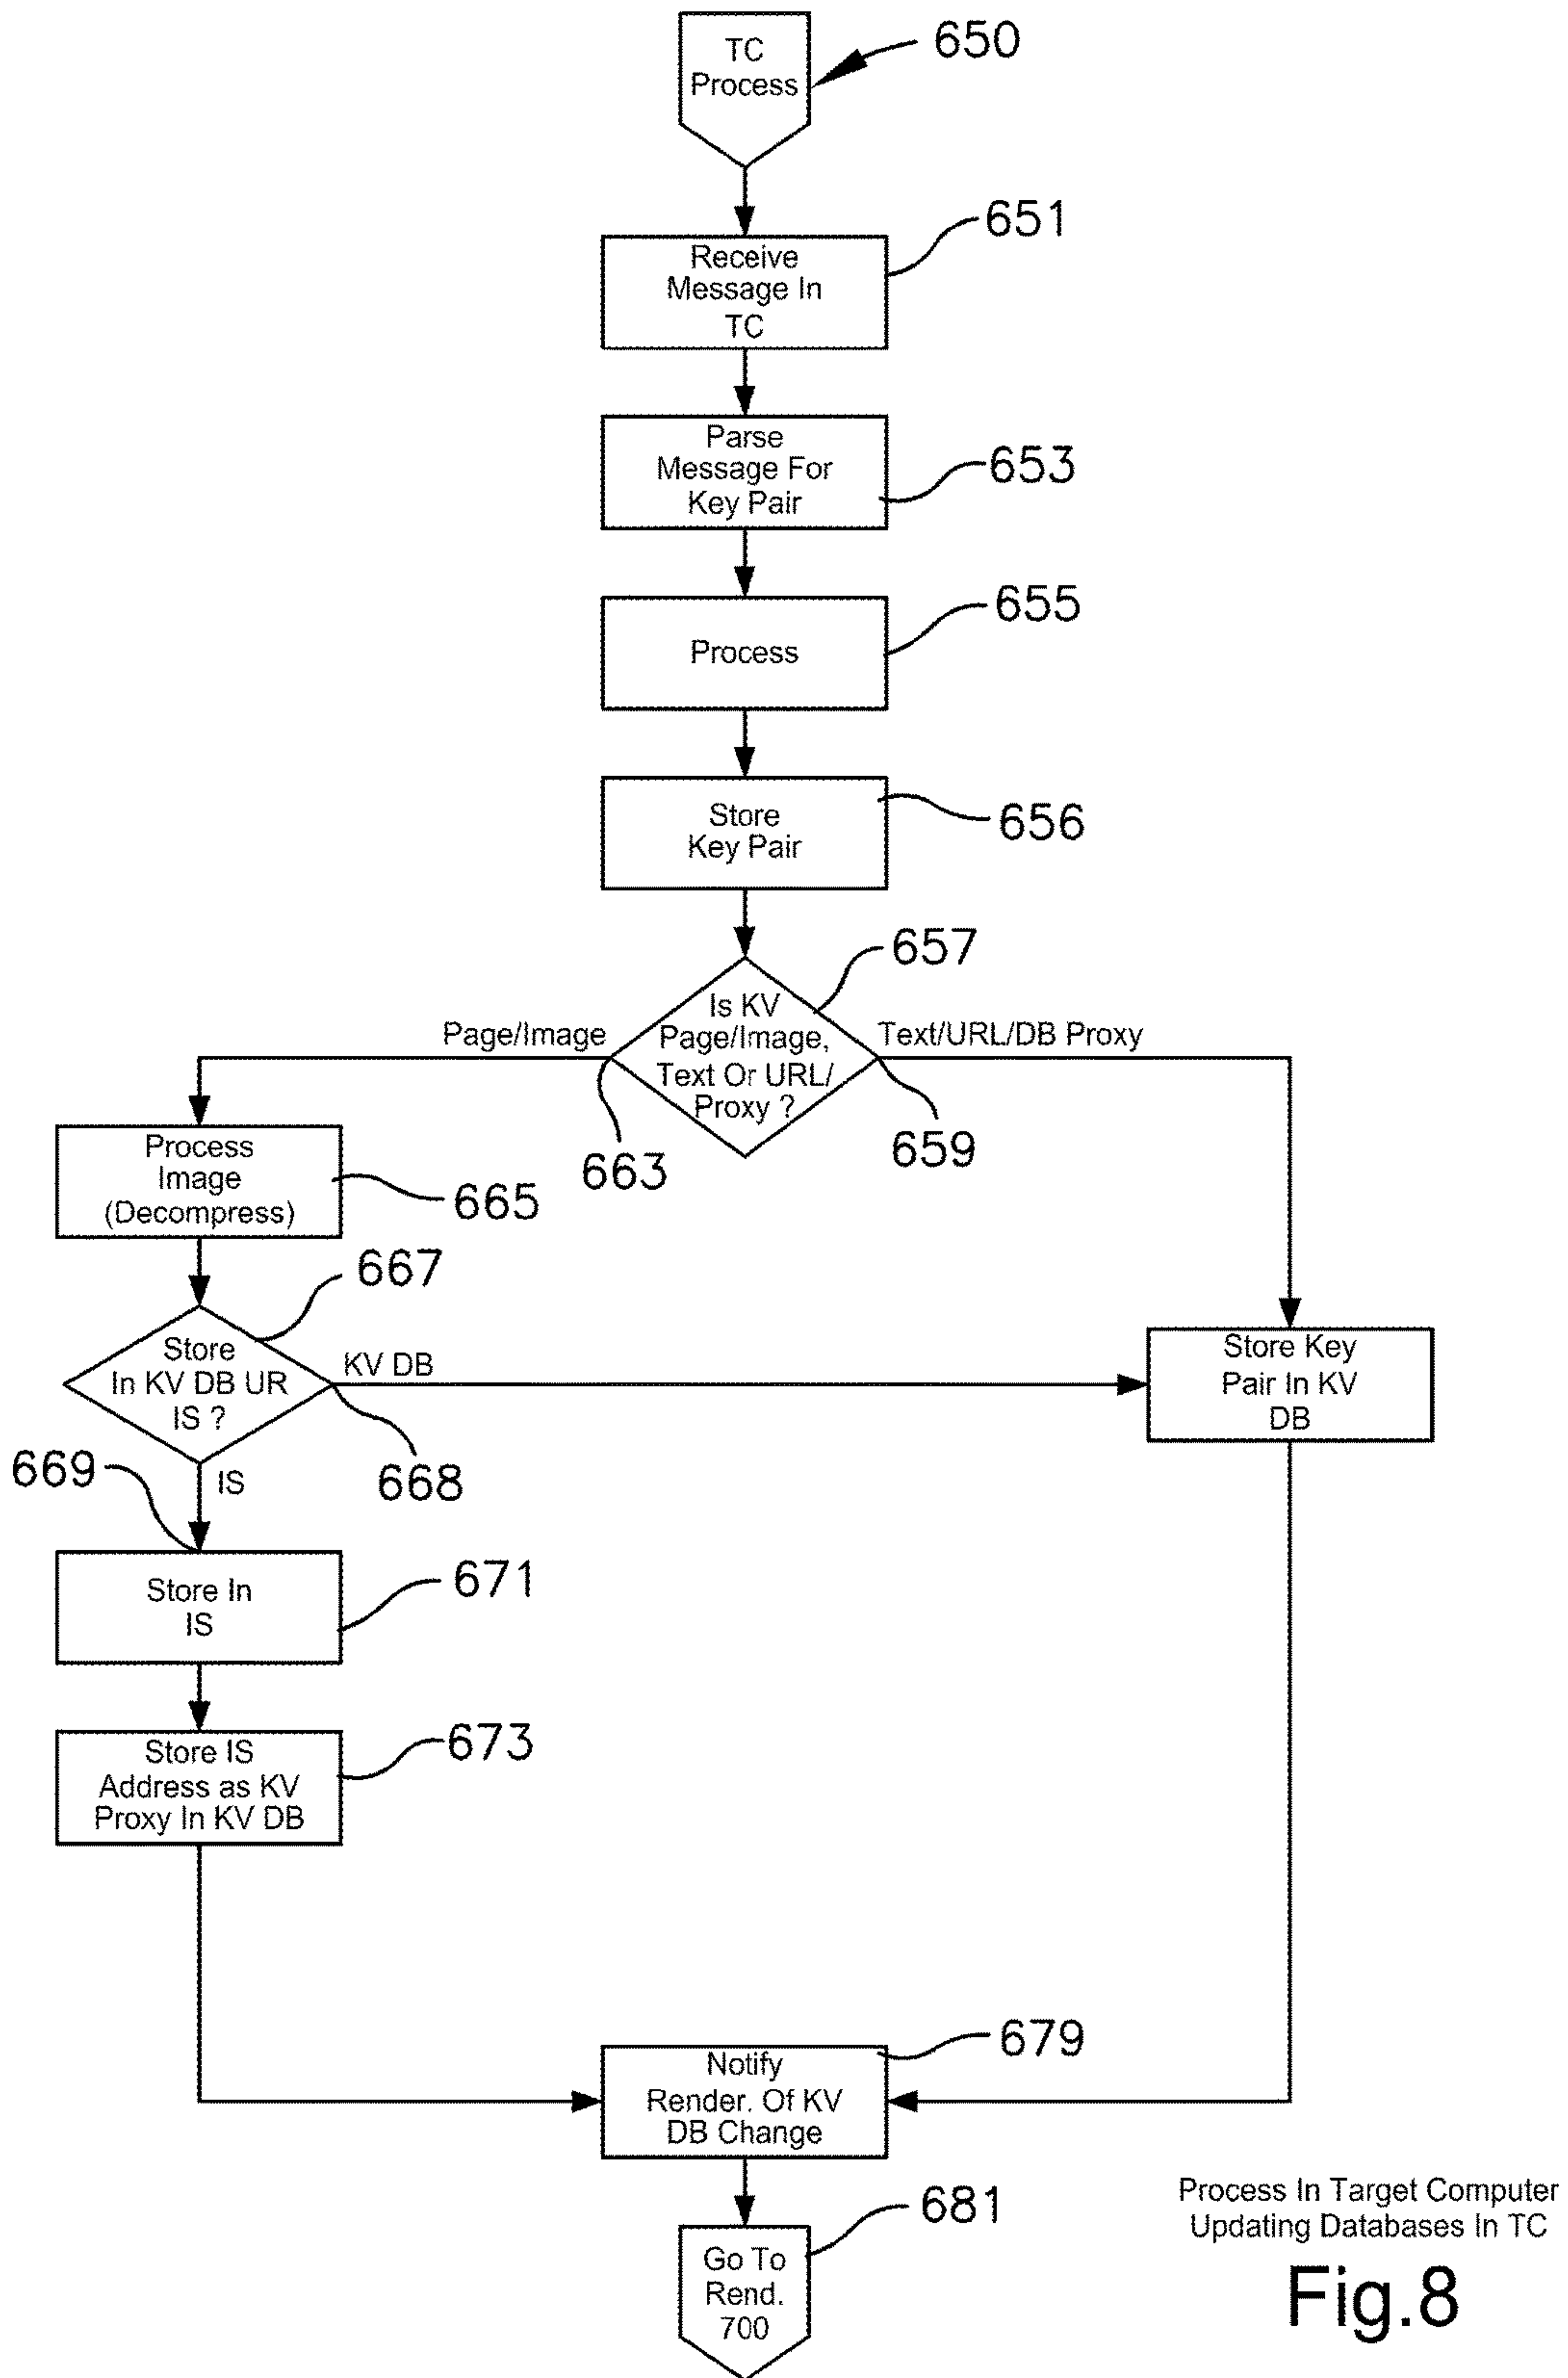 TC
Process
650
Receive
Message In
TC
651
Parse
Message For
Key Pair
653
Process
655
Store
Key Pair
656
657
Is KV
Page/Image,
Text Or URL/
Proxy ?
Page/Image
Text/URL/DB Proxy
663
659
Process
Image
(Decompress)
665
667
Store
In KV DB UR
IS ?
KV DB
668
IS
669
Store Key
Pair In KV
DB
Store In
IS
671
Store IS
Address as KV
Proxy In KV DB
673
Notify
Render. Of KV
DB Change
679
Go To
Rend.
700
681
Process In Target Computer
Updating Databases In TC
Fig.8